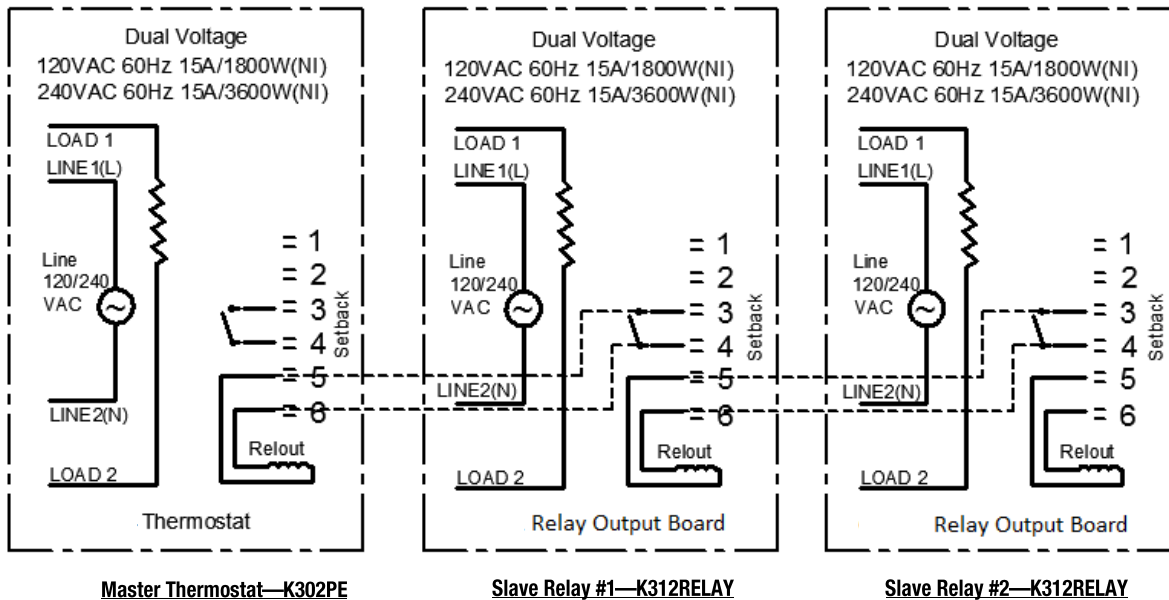 Dual Voltage
120VAC 60Hz 15A/1800W(NI)
240VAC 60Hz 15A/3600W(NI)
LOAD 1
LINE1(L)
Line
120/240
VAC
LINE2(N)
LOAD 2
1
2
3
4
5
6
Setback
Relout
Thermostat
Master Thermostat—K302PE
Dual Voltage
120VAC 60Hz 15A/1800W(NI)
240VAC 60Hz 15A/3600W(NI)
LOAD 1
LINE1(L)
Line
120/240
VAC
LINE2(N)
LOAD 2
1
2
3
4
5
6
Setback
Relout
Relay Output Board
Slave Relay #1—K312RELAY
Dual Voltage
120VAC 60Hz 15A/1800W(NI)
240VAC 60Hz 15A/3600W(NI)
LOAD 1
LINE1(L)
Line
120/240
VAC
LINE2(N)
LOAD 2
1
2
3
4
5
6
Setback
Relout
Relay Output Board
Slave Relay #2—K312RELAY